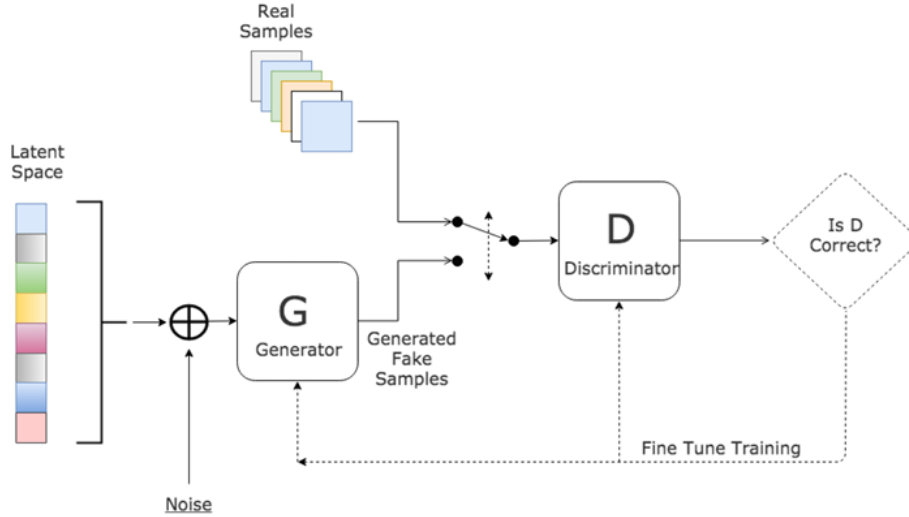 Real
Samples
Latent
Space
D
Discriminator
Is D
Correct?
G
Generator
Generated
Fake
Samples
Fine Tune Training
Noise